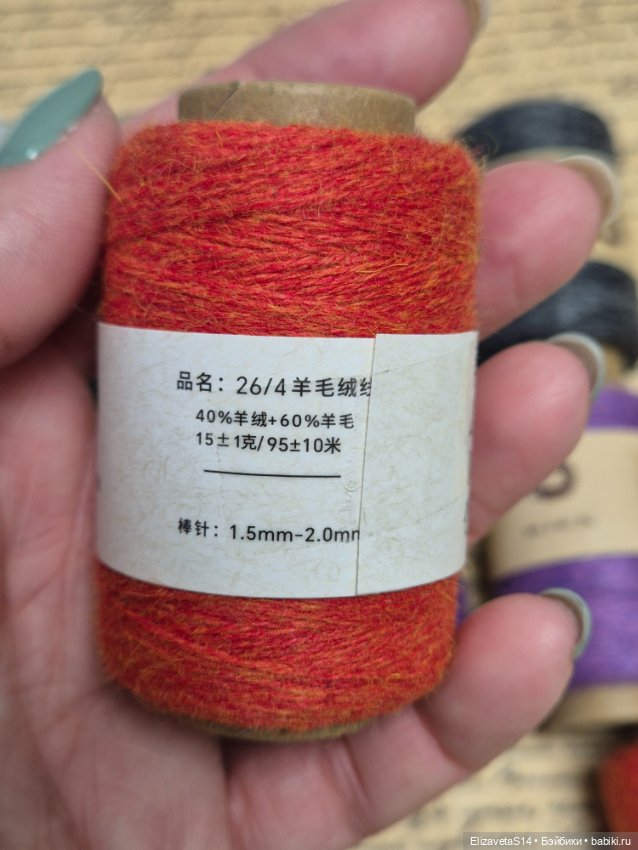 品名：26/4羊毛绒
40%羊绒+60%羊毛
15±1克/95±10米
棒针：1.5mm-2.0mm
ElizavetaS14 • Бэйбики • babiki.ru